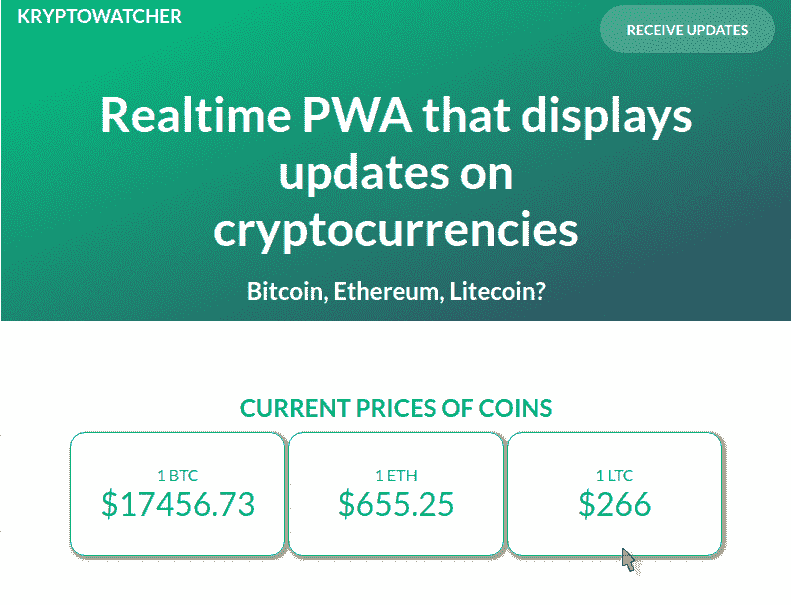 KRYPTOWATCHER
RECEIVE UPDATES
Realtime PWA that displays
updates on
cryptocurrencies
Bitcoin, Ethereum, Litecoin?
CURRENT PRICES OF COINS
1 BTC
$17456.73
1 ETH
$655.25
1 LTC
$266